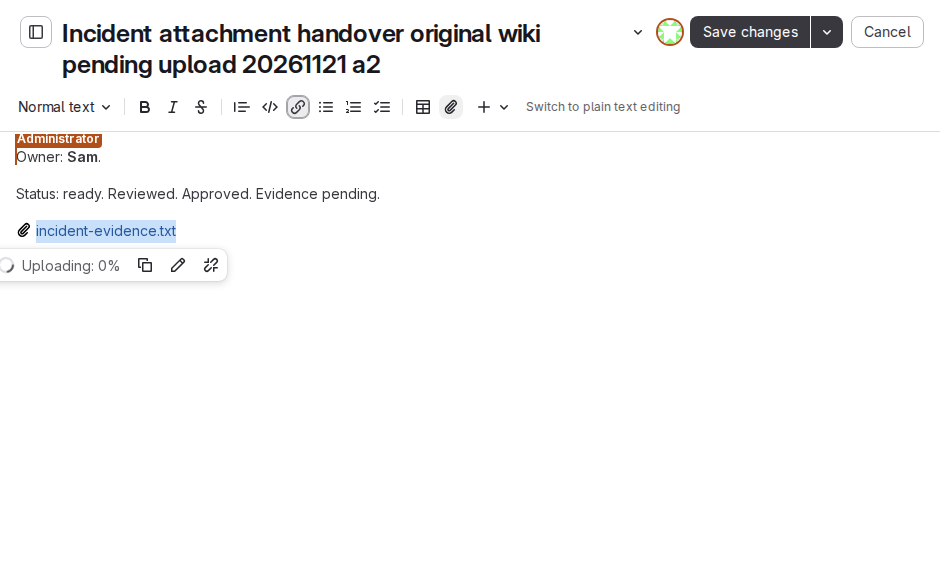 Incident attachment handover original wiki
pending upload 20261121 a2
Save changes
Cancel
Normal text
Switch to plain text editing
Administrator
Owner: Sam.
Status: ready. Reviewed. Approved. Evidence pending.
incident-evidence.txt
Uploading: 0%